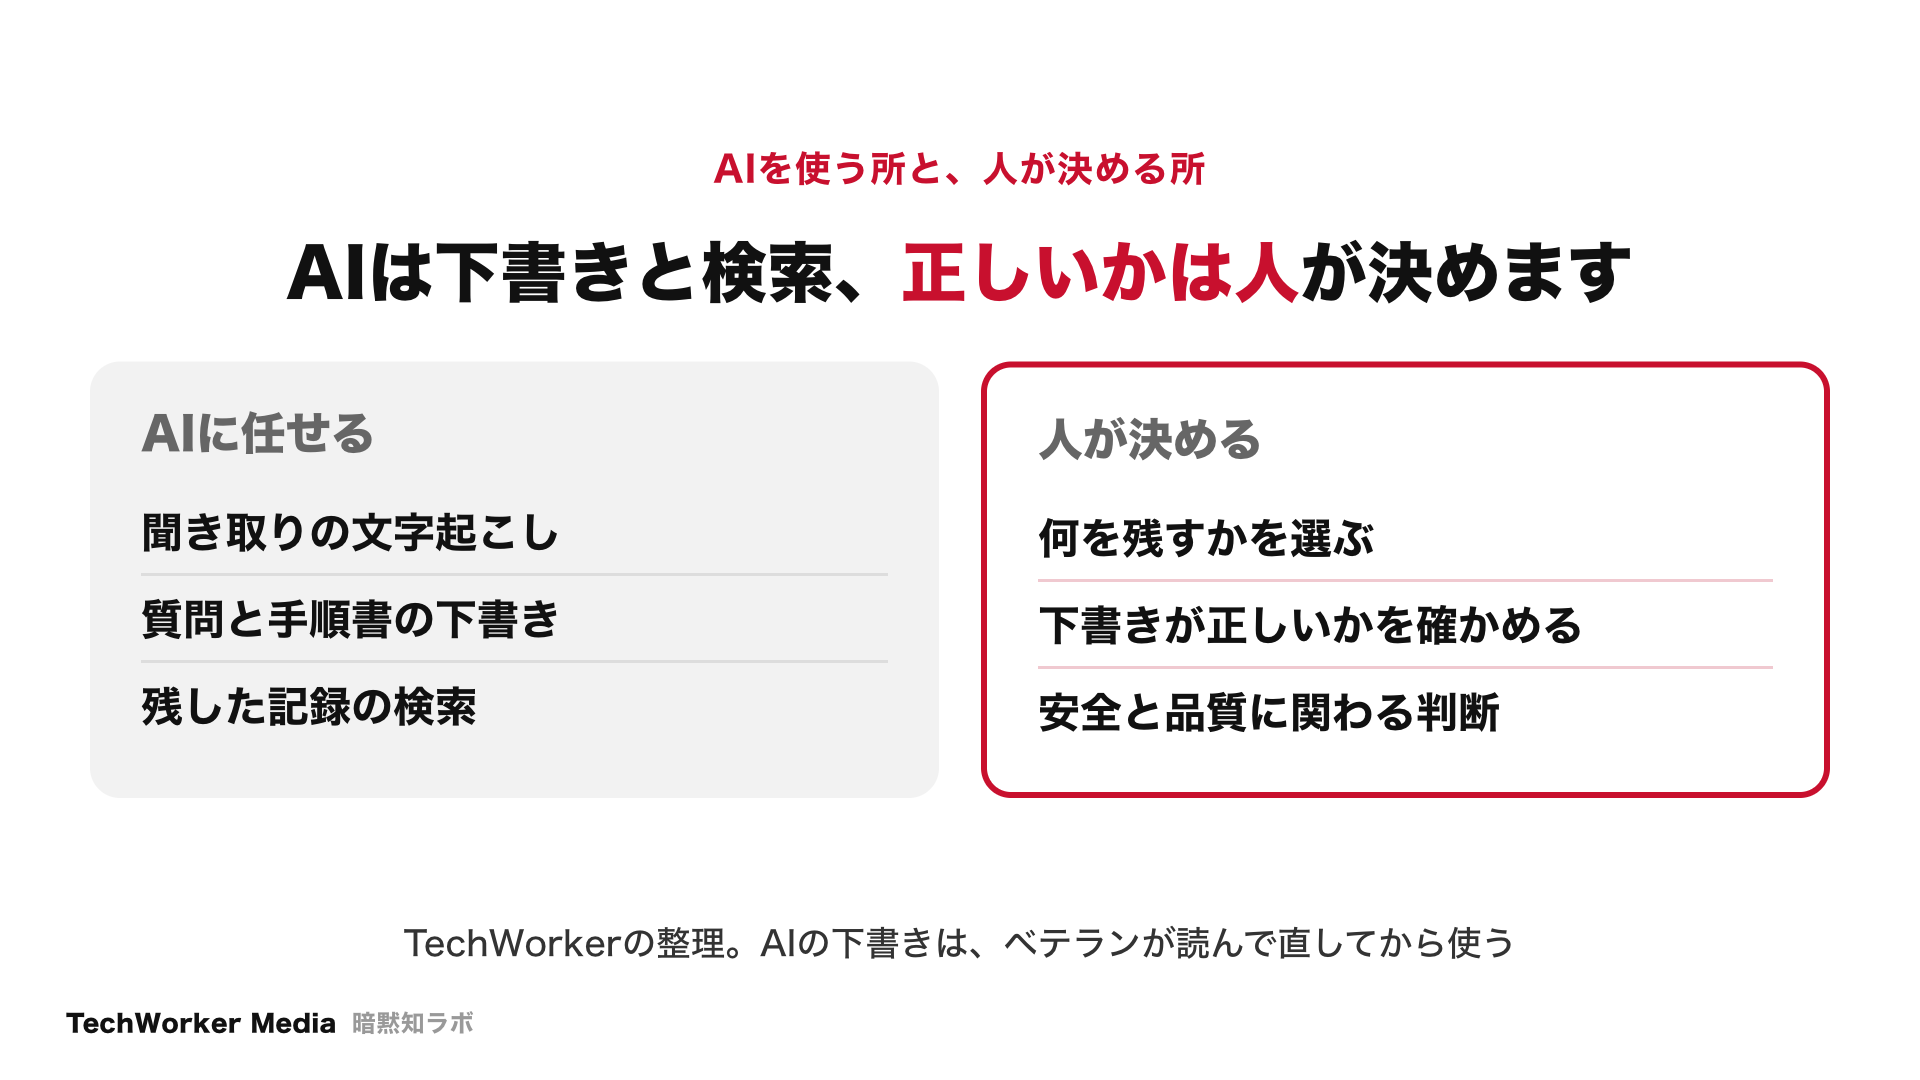 AIを使う所と、人が決める所
AIは下書きと検索、正しいかは人が決めます
AIに任せる
聞き取りの文字起こし
質問と手順書の下書き
残した記録の検索
人が決める
何を残すかを選ぶ
下書きが正しいかを確かめる
安全と品質に関わる判断
TechWorkerの整理。AIの下書きは、ベテランが読んで直してから使う
TechWorker Media 暗黙知ラボ